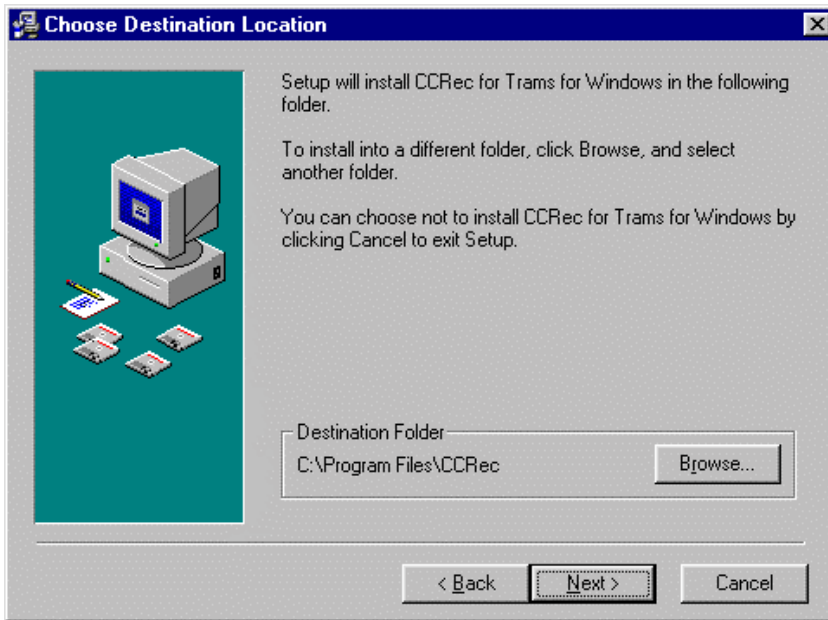 Choose Destination Location
Setup will install CCRec for Trams for Windows in the following
folder.
To install into a different folder, click Browse, and select
another folder.
You can choose not to install CCRec for Trams for Windows by
clicking Cancel to exit Setup.
Destination Folder
C:\Program Files\CCRec
Browse...
< Back
Next >
Cancel